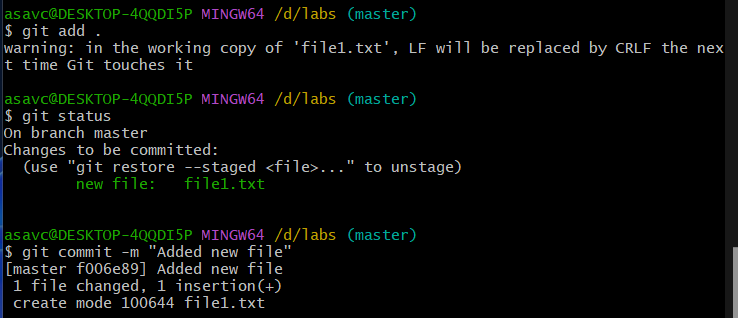 asavc@DESKTOP-4QQDI5P MINGW64 /d/labs (master)
$ git add .
warning: in the working copy of 'file1.txt', LF will be replaced by CRLF the nex
t time Git touches it

asavc@DESKTOP-4QQDI5P MINGW64 /d/labs (master)
$ git status
On branch master
Changes to be committed:
  (use "git restore --staged <file>..." to unstage)
        new file:   file1.txt


asavc@DESKTOP-4QQDI5P MINGW64 /d/labs (master)
$ git commit -m "Added new file"
[master f006e89] Added new file
 1 file changed, 1 insertion(+)
 create mode 100644 file1.txt